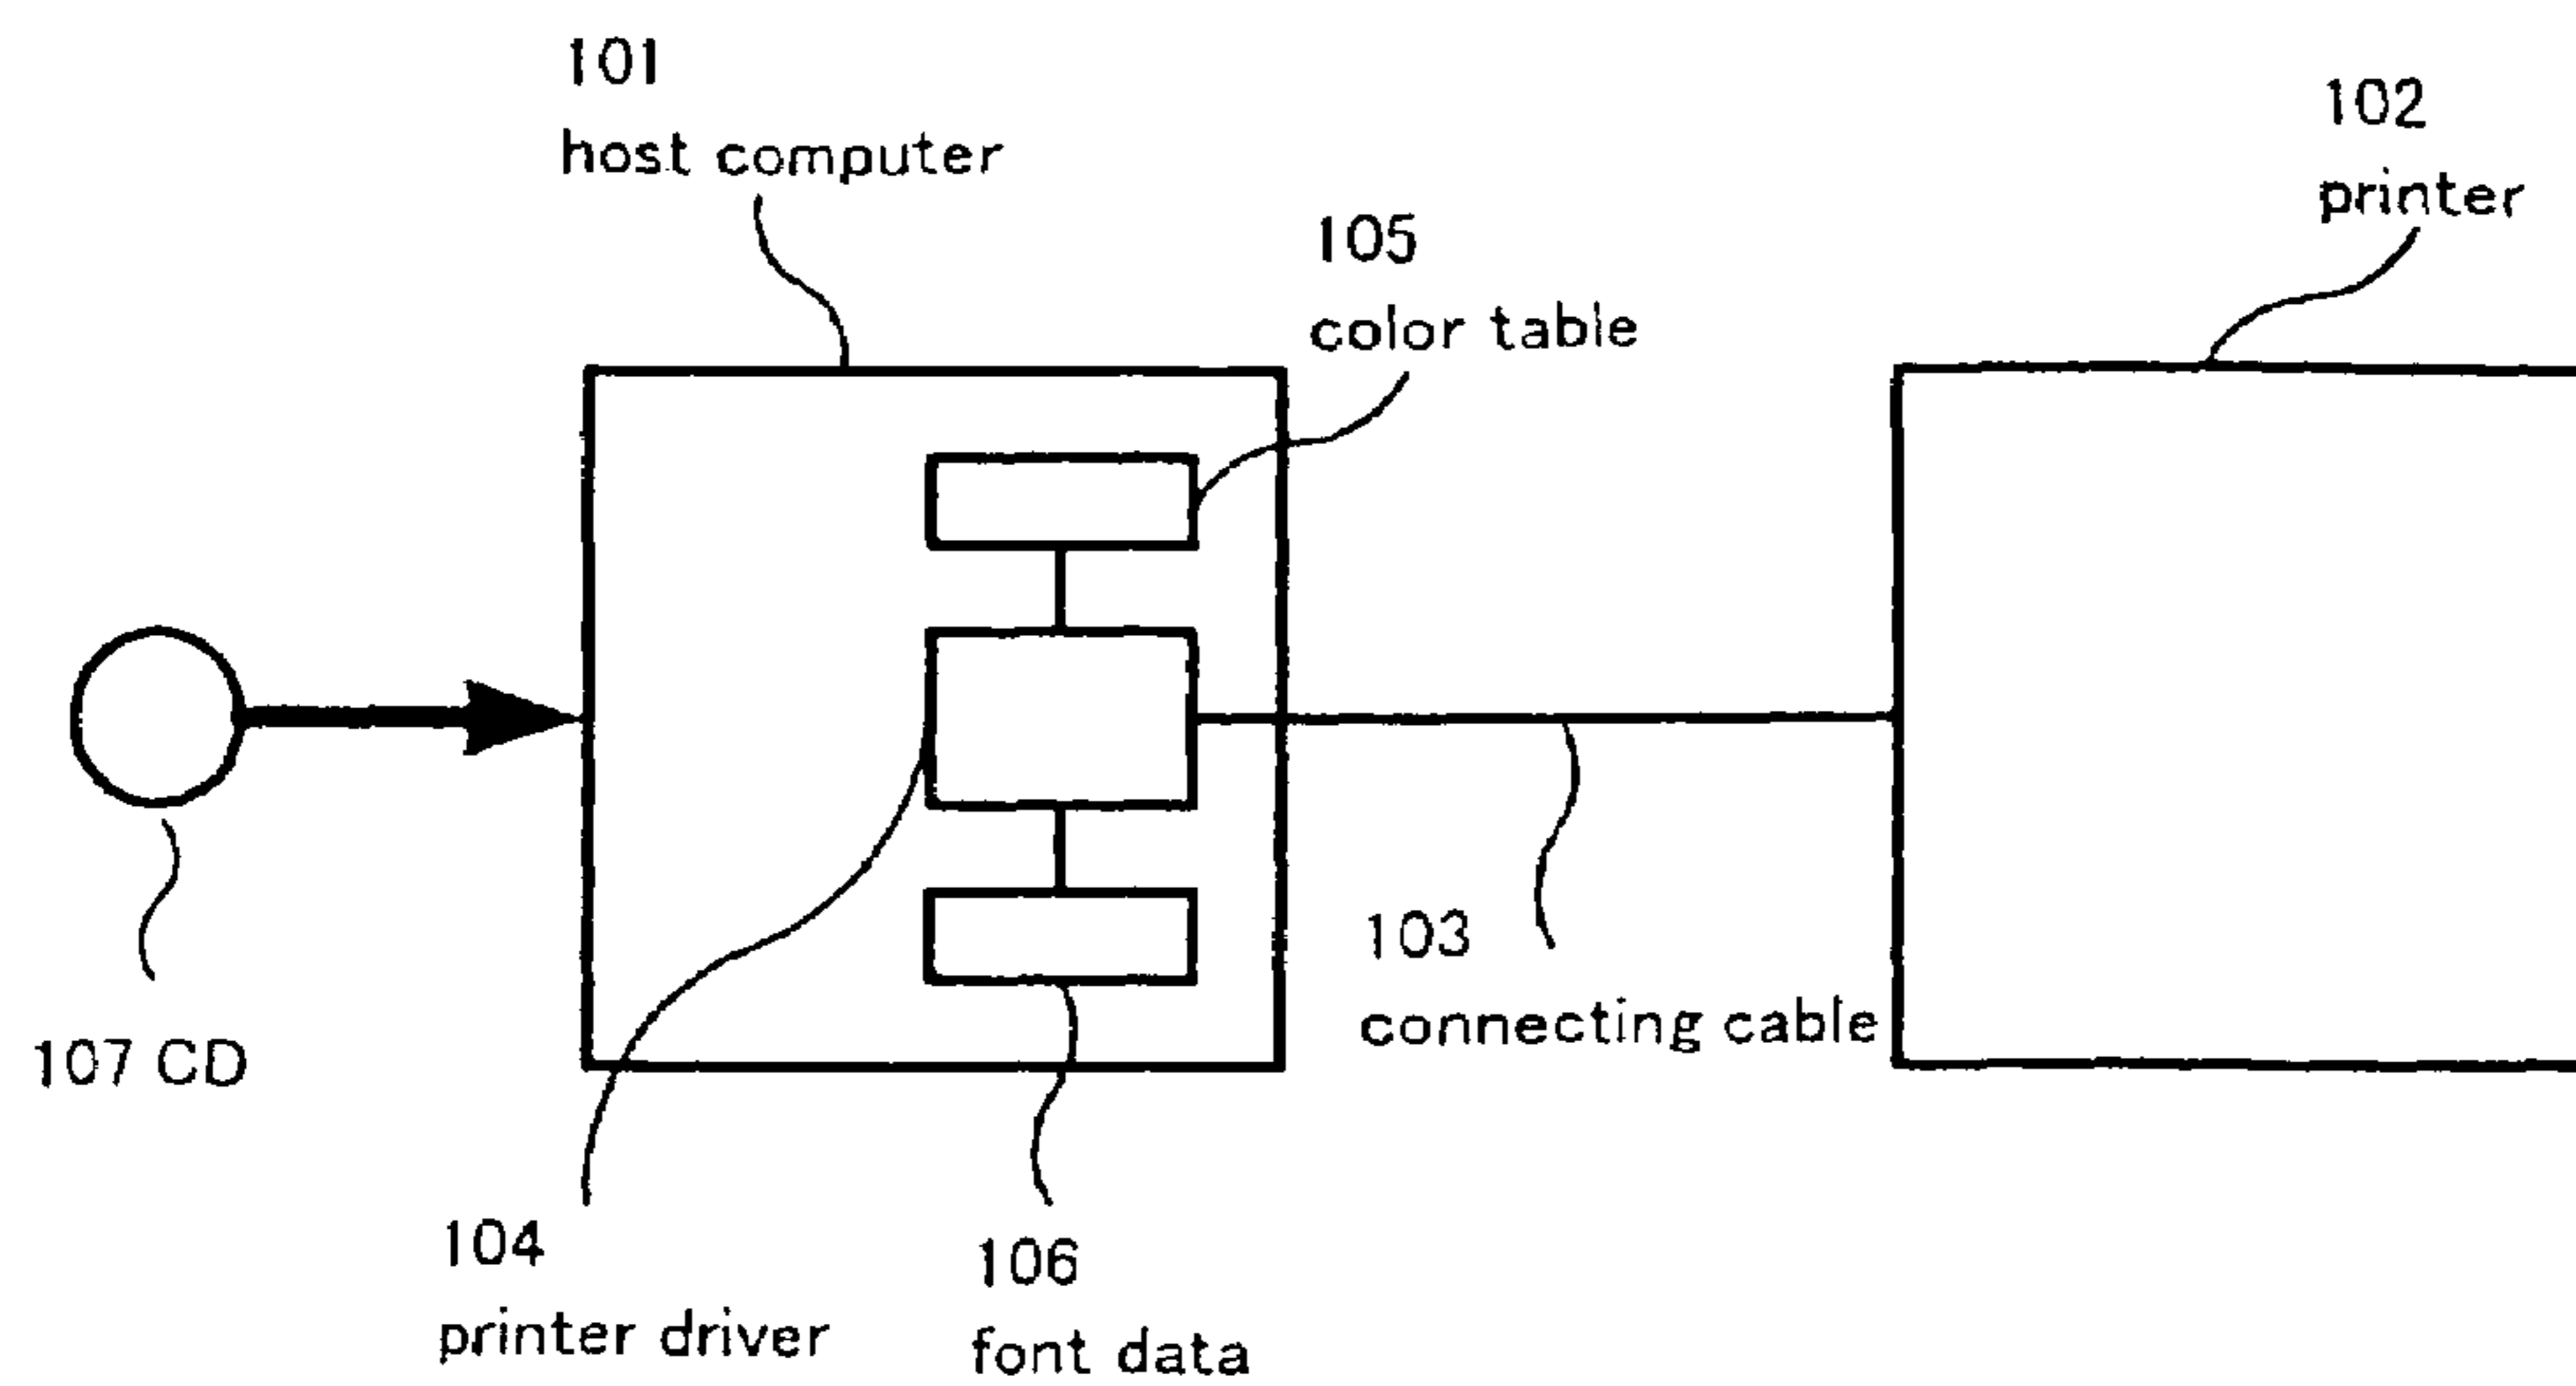 101
host computer
102
printer
105
color table
103
connecting cable
107 CD
104
printer driver
106
font data